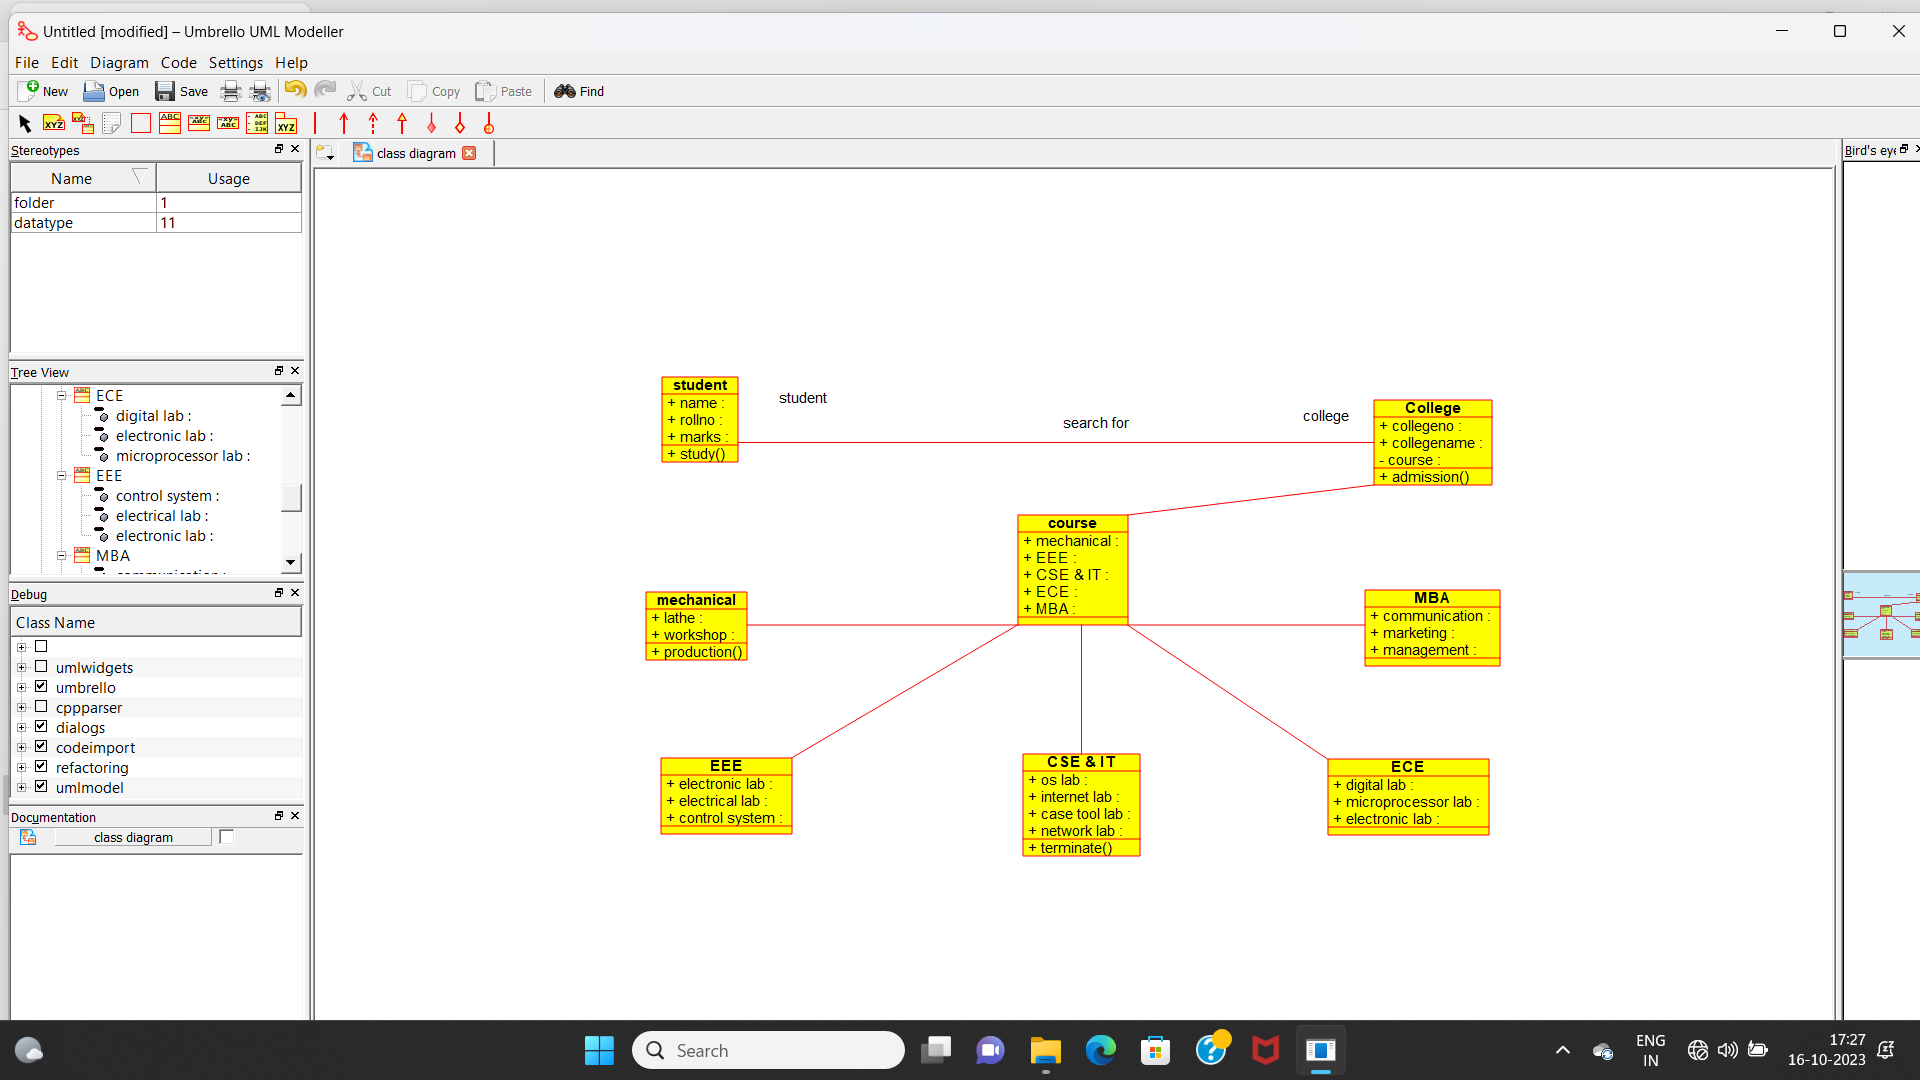 Untitled [modified] – Umbrello UML Modeller
File Edit Diagram Code Settings Help
New Open Save Cut Copy Paste Find
Stereotypes
Name Usage
folder 1
datatype 11
Tree View
ECE
digital lab :
electronic lab :
microprocessor lab :
EEE
control system :
electrical lab :
electronic lab :
MBA
Debug
Class Name
umlwidgets
umbrello
cppparser
dialogs
codeimport
refactoring
umlmodel
Documentation
class diagram
class diagram
Bird's eye
student
+ name :
+ rollno :
+ marks :
+ study()
student
search for
college
College
+ collegeno :
+ collegename :
- course :
+ admission()
course
+ mechanical :
+ EEE :
+ CSE & IT :
+ ECE :
+ MBA :
mechanical
+ lathe :
+ workshop :
+ production()
MBA
+ communication :
+ marketing :
+ management :
EEE
+ electronic lab :
+ electrical lab :
+ control system :
CSE & IT
+ os lab :
+ internet lab :
+ case tool lab :
+ network lab :
+ terminate()
ECE
+ digital lab :
+ microprocessor lab :
+ electronic lab :
Search
ENG
IN
17:27
16-10-2023